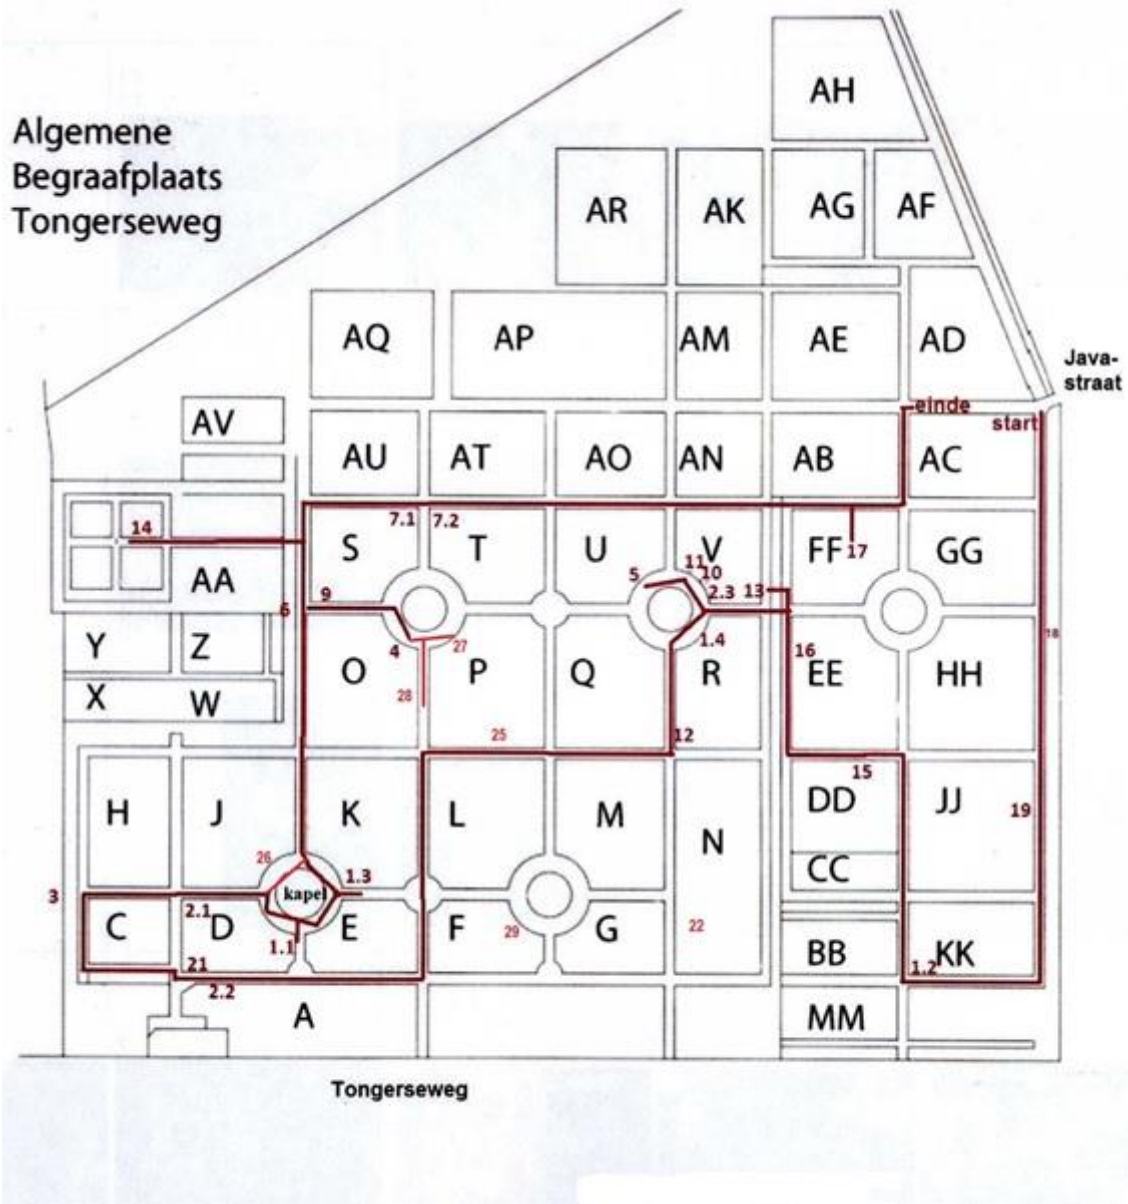 Algemene
Begraafplaats
Tongerseweg
AH
AR AK AG AF
AQ AP AM AE AD
Java-
straat
einde
start
AV
AU AT AO AN AB AC
14
7.1 7.2
S T U V FF 17 GG
11
10
5
2.3 13
AA
9
6
18
1.4
4 27
16
Y Z
O P Q R EE HH
X W
28
25 12
15
H J K L M N DD JJ 19
26
CC
kapel 1.3
3
2.1
22
C D E F 29 G
1.1
BB KK
21
1.2
2.2
A MM
Tongerseweg